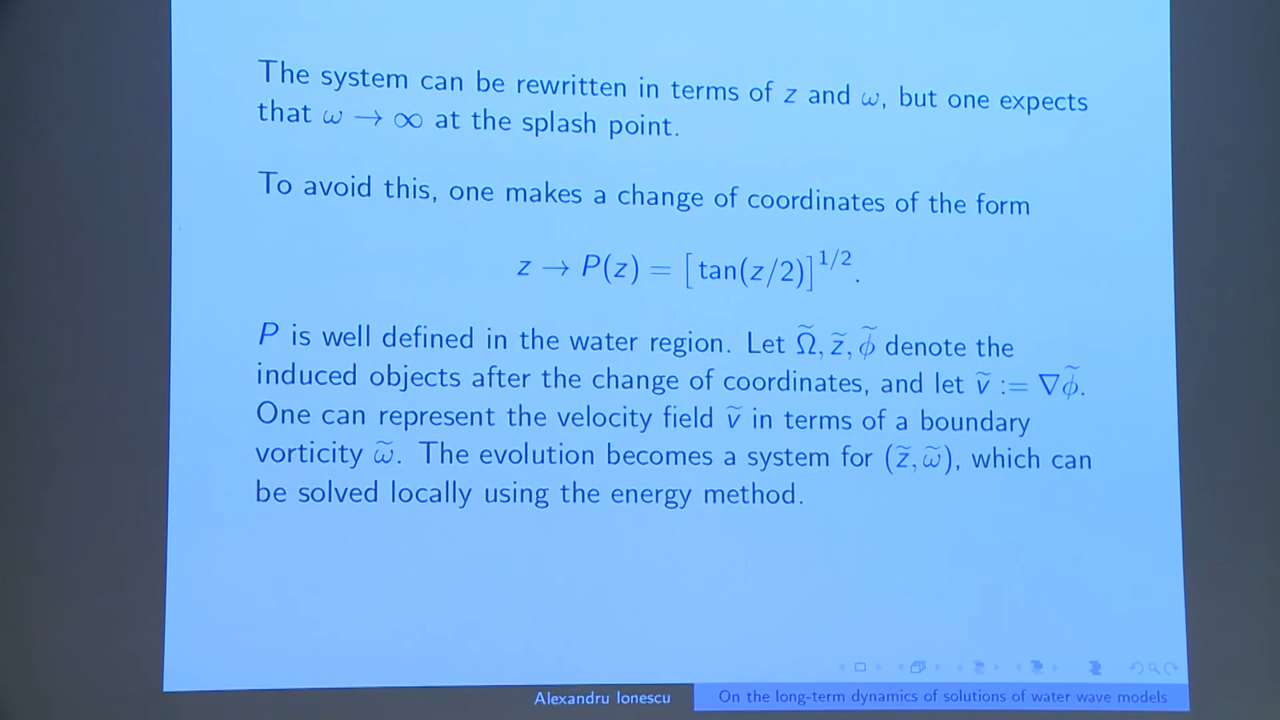 The system can be rewritten in terms of z and ω, but one expects
that ω → ∞ at the splash point.
To avoid this, one makes a change of coordinates of the form
z → P(z) = [tan(z/2)]^{1/2}.
P is well defined in the water region. Let Ω̃, z̃, ϕ̃ denote the
induced objects after the change of coordinates, and let ṽ := ∇ϕ̃.
One can represent the velocity field ṽ in terms of a boundary
vorticity ω̃. The evolution becomes a system for (z̃, ω̃), which can
be solved locally using the energy method.
Alexandru Ionescu On the long-term dynamics of solutions of water wave models